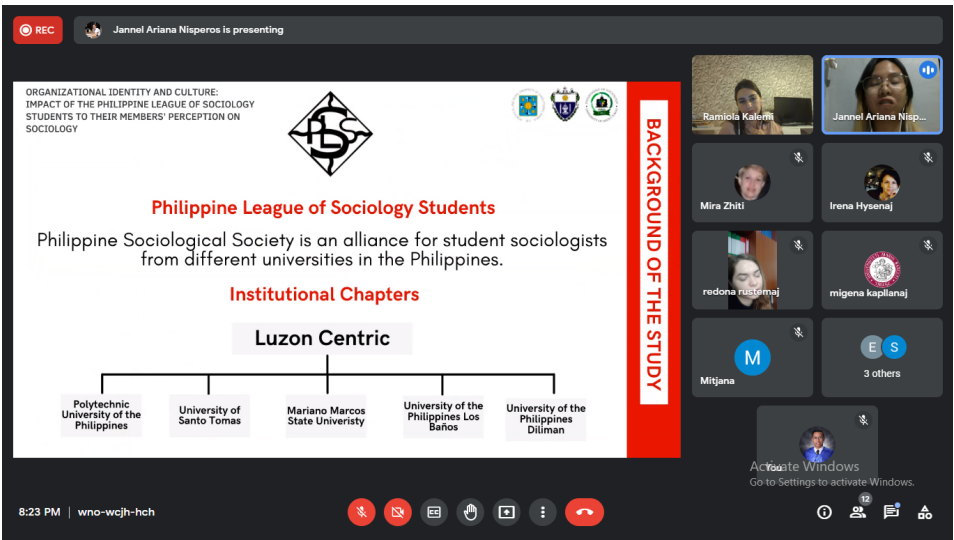 REC
Jannel Ariana Nisperos is presenting
ORGANIZATIONAL IDENTITY AND CULTURE:
IMPACT OF THE PHILIPPINE LEAGUE OF SOCIOLOGY
STUDENTS TO THEIR MEMBERS' PERCEPTION ON
SOCIOLOGY
PLSS
Philippine League of Sociology Students
Philippine Sociological Society is an alliance for student sociologists
from different universities in the Philippines.
Institutional Chapters
Luzon Centric
Polytechnic
University of the
Philippines
University of
Santo Tomas
Mariano Marcos
State Univeristy
University of the
Philippines Los
Baños
University of the
Philippines
Diliman
BACKGROUND OF THE STUDY
Ramiola Kalemi
Jannel Ariana Nisp...
Mira Zhiti
Irena Hysenaj
redona rustemaj
migena kapllanaj
M
Mitjana
E S
3 others
You
Activate Windows
Go to Settings to activate Windows.
8:23 PM | wno-wcjh-hch
CC
12